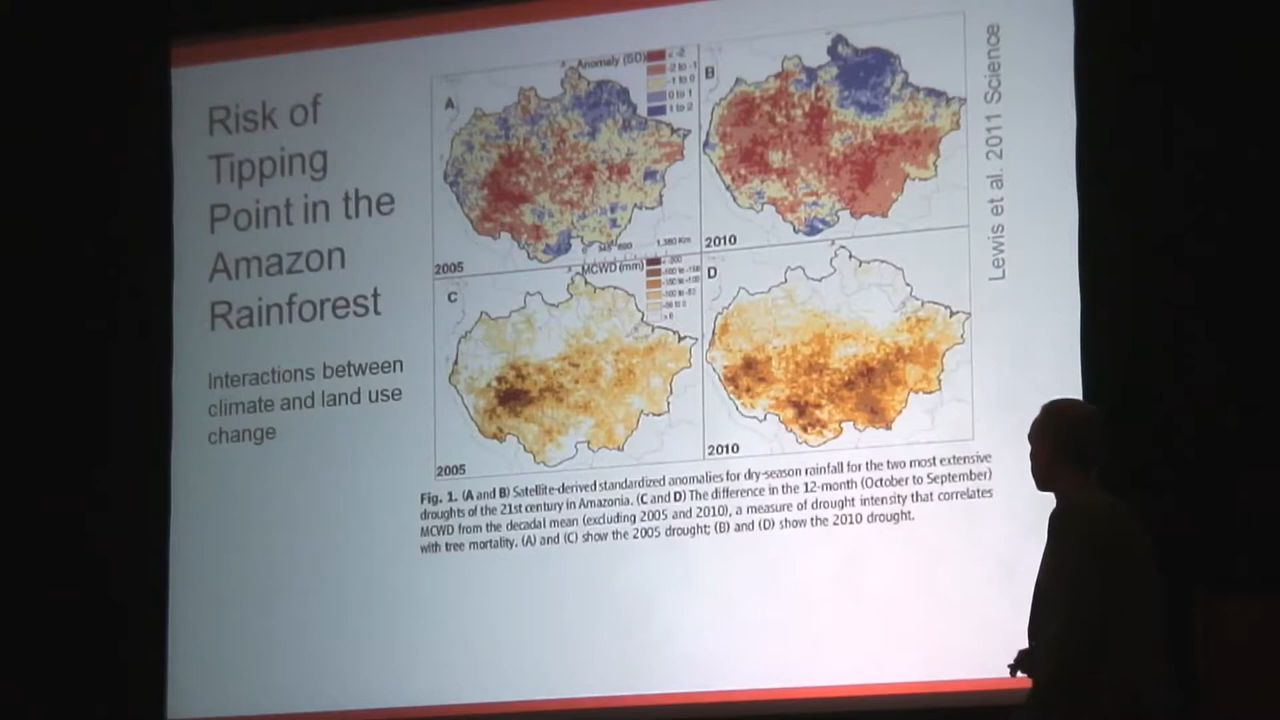 Risk of
Tipping
Point in the
Amazon
Rainforest
Interactions between
climate and land use
change
A
Anomaly (SD)
< -2
-2 to -1
-1 to 0
0 to 1
1 to 2
2005
B
2010
C
MCWD (mm)
2005
D
2010
Lewis et al. 2011 Science
Fig. 1. (A and B) Satellite-derived standardized anomalies for dry-season rainfall for the two most extensive
droughts of the 21st century in Amazonia. (C and D) The difference in the 12-month (October to September)
MCWD from the decadal mean (excluding 2005 and 2010), a measure of drought intensity that correlates
with tree mortality. (A) and (C) show the 2005 drought; (B) and (D) show the 2010 drought.